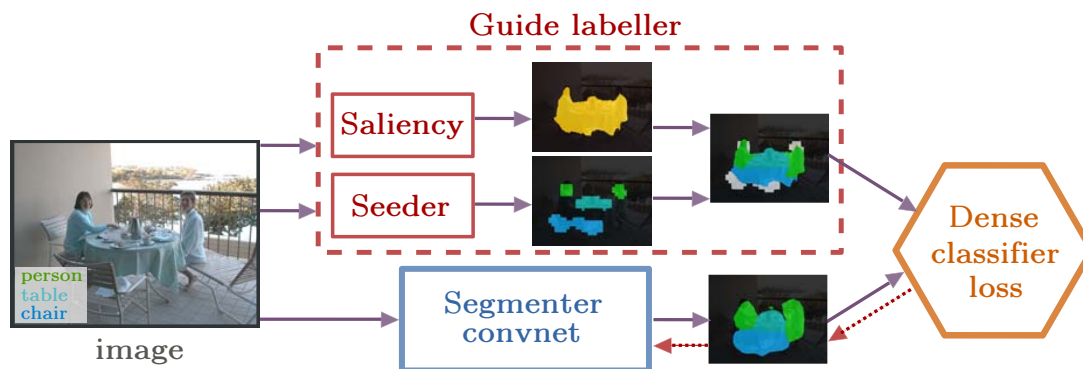 Guide labeller
Saliency
Seeder
person
table
chair
image
Segmenter
convnet
Dense
classifier
loss